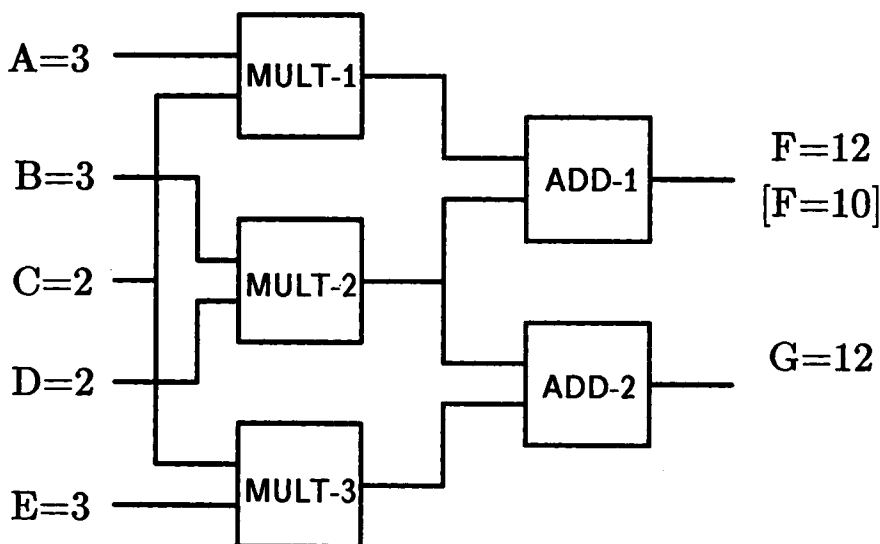 A=3
MULT-1
B=3
ADD-1
F=12
[F=10]
C=2
MULT-2
D=2
ADD-2
G=12
E=3
MULT-3